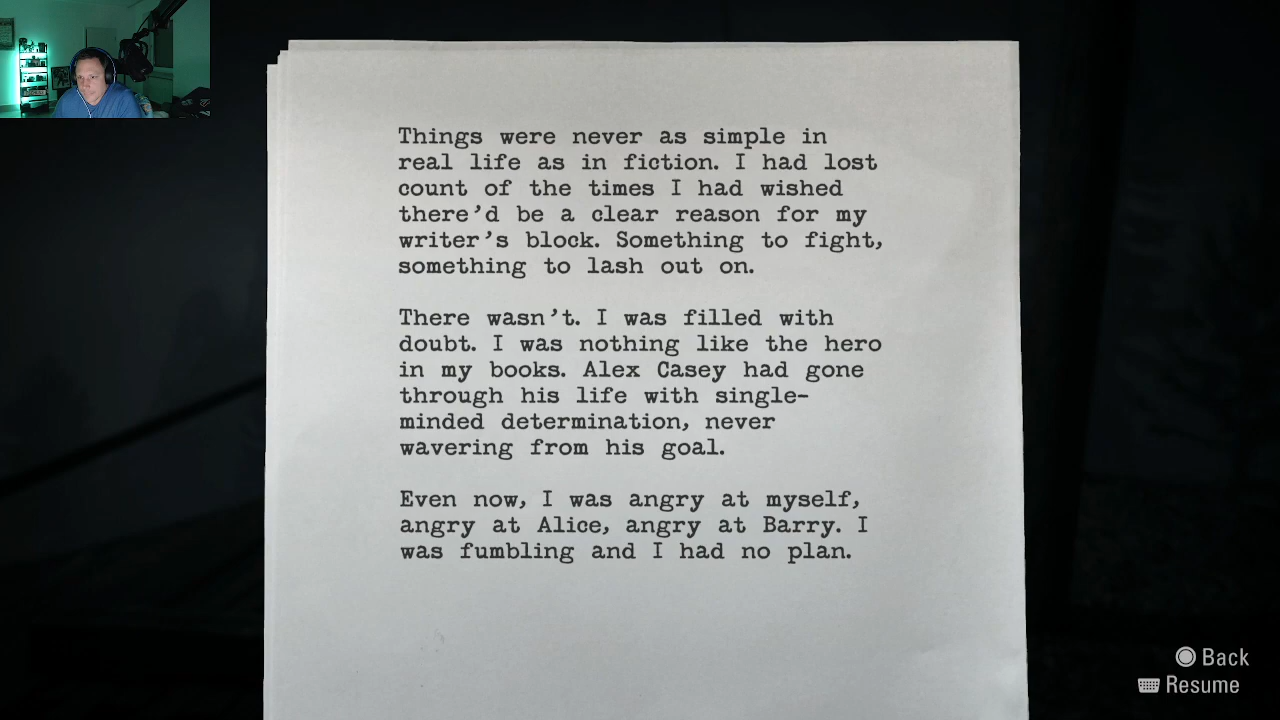 Things were never as simple in
real life as in fiction. I had lost
count of the times I had wished
there'd be a clear reason for my
writer's block. Something to fight,
something to lash out on.
There wasn't. I was filled with
doubt. I was nothing like the hero
in my books. Alex Casey had gone
through his life with single-
minded determination, never
wavering from his goal.
Even now, I was angry at myself,
angry at Alice, angry at Barry. I
was fumbling and I had no plan.
Back
Resume